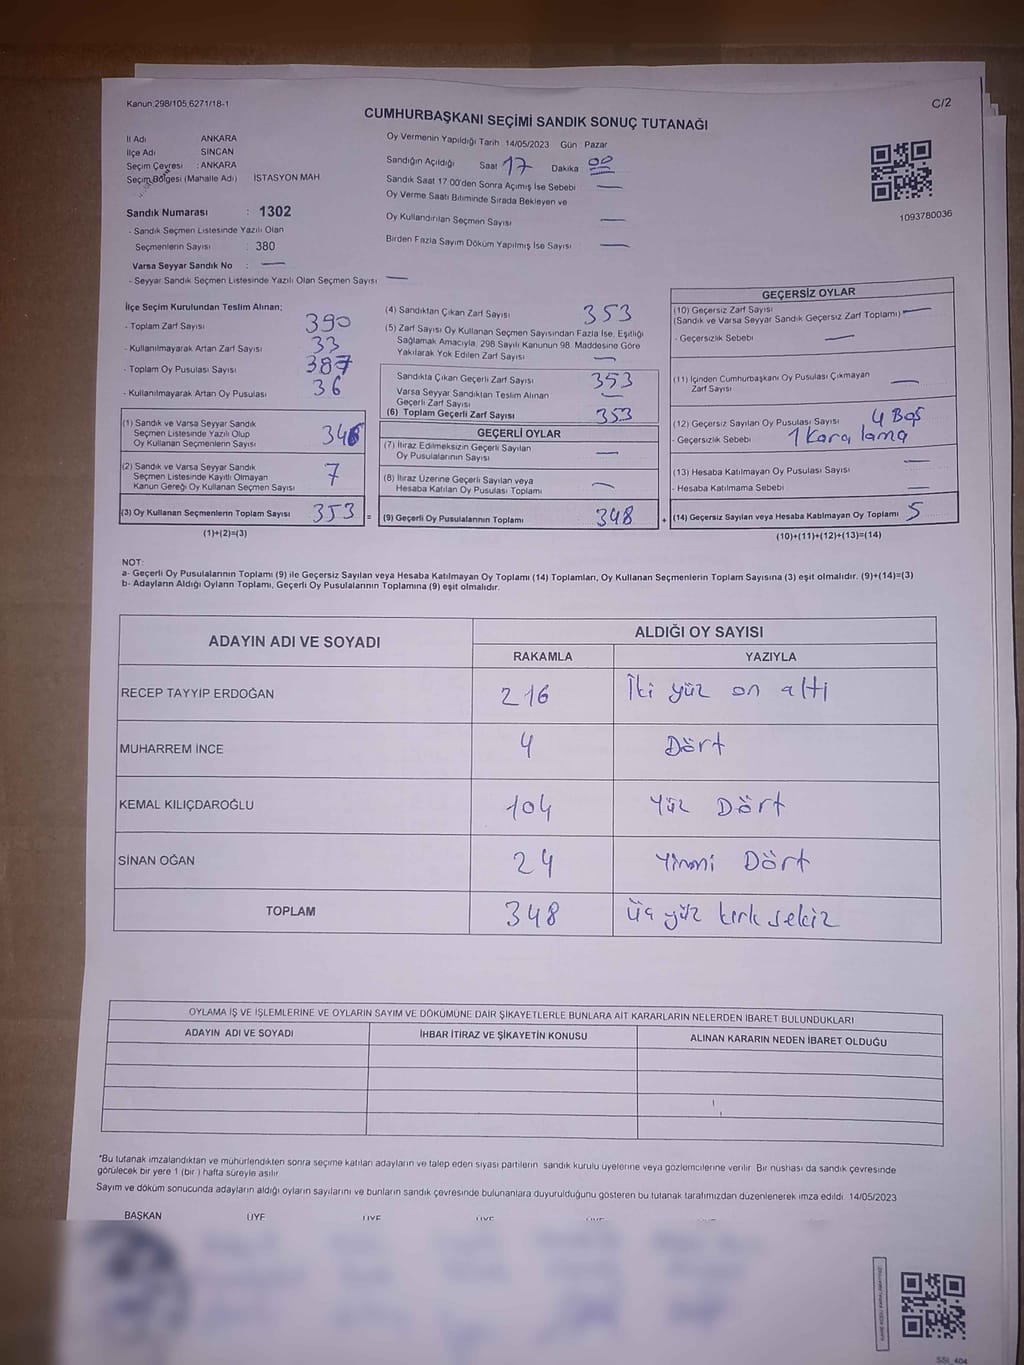 Kanun:298/105,6271/18-1
C/2
CUMHURBAŞKANI SEÇİMİ SANDIK SONUÇ TUTANAĞI
İl Adı ANKARA
İlçe Adı SİNCAN
Seçim Çevresi : ANKARA
Seçim Bölgesi (Mahalle Adı) İSTASYON MAH
Sandık Numarası : 1302
- Sandık Seçmen Listesinde Yazılı Olan
Seçmenlerin Sayısı : 380
Varsa Seyyar Sandık No : —
- Seyyar Sandık Seçmen Listesinde Yazılı Olan Seçmen Sayısı —
Oy Vermenin Yapıldığı Tarih 14/05/2023 Gün Pazar
Sandığın Açıldığı Saat 17 Dakika 00
Sandık Saat 17:00'den Sonra Açımış İse Sebebi —
Oy Verme Saati Bitiminde Sırada Bekleyen ve
Oy Kullandırılan Seçmen Sayısı —
Birden Fazla Sayım Döküm Yapılmış İse Sayısı —
1093780036
İlçe Seçim Kurulundan Teslim Alınan;
- Toplam Zarf Sayısı 390
- Kullanılmayarak Artan Zarf Sayısı 33
- Toplam Oy Pusulası Sayısı 387
- Kullanılmayarak Artan Oy Pusulası 36
(1) Sandık ve Varsa Seyyar Sandık
Seçmen Listesinde Yazılı Olup
Oy Kullanan Seçmenlerin Sayısı 346
(2) Sandık ve Varsa Seyyar Sandık
Seçmen Listesinde Kayıtlı Olmayan
Kanun Gereği Oy Kullanan Seçmen Sayısı 7
(3) Oy Kullanan Seçmenlerin Toplam Sayısı 353 =
(1)+(2)=(3)
(4) Sandıktan Çıkan Zarf Sayısı 353
(5) Zarf Sayısı Oy Kullanan Seçmen Sayısından Fazla İse, Eşitliği
Sağlamak Amacıyla, 298 Sayılı Kanunun 98. Maddesine Göre
Yakılarak Yok Edilen Zarf Sayısı —
Sandıkta Çıkan Geçerli Zarf Sayısı 353
Varsa Seyyar Sandıktan Teslim Alınan
Geçerli Zarf Sayısı —
(6) Toplam Geçerli Zarf Sayısı 353
GEÇERLİ OYLAR
(7) İtiraz Edilmeksizin Geçerli Sayılan
Oy Pusulalarının Sayısı —
(8) İtiraz Üzerine Geçerli Sayılan veya
Hesaba Katılan Oy Pusulası Toplamı —
(9) Geçerli Oy Pusulalarının Toplamı 348 +
GEÇERSİZ OYLAR
(10) Geçersiz Zarf Sayısı
(Sandık ve Varsa Seyyar Sandık Geçersiz Zarf Toplamı) —
- Geçersizlik Sebebi —
(11) İçinden Cumhurbaşkanı Oy Pusulası Çıkmayan
Zarf Sayısı —
(12) Geçersiz Sayılan Oy Pusulası Sayısı 4 Boş
- Geçersizlik Sebebi 1 Karalama
(13) Hesaba Katılmayan Oy Pusulası Sayısı —
- Hesaba Katılmama Sebebi —
(14) Geçersiz Sayılan veya Hesaba Katılmayan Oy Toplamı 5
(10)+(11)+(12)+(13)=(14)
NOT:
a- Geçerli Oy Pusulalarının Toplamı (9) ile Geçersiz Sayılan veya Hesaba Katılmayan Oy Toplamı (14) Toplamları, Oy Kullanan Seçmenlerin Toplam Sayısına (3) eşit olmalıdır. (9)+(14)=(3)
b- Adayların Aldığı Oyların Toplamı, Geçerli Oy Pusulalarının Toplamına (9) eşit olmalıdır.
ADAYIN ADI VE SOYADI ALDIĞI OY SAYISI
RAKAMLA YAZIYLA
RECEP TAYYIP ERDOĞAN 216 İki yüz on altı
MUHARREM İNCE 4 Dört
KEMAL KILIÇDAROĞLU 104 Yüz Dört
SİNAN OĞAN 24 Yirmi Dört
TOPLAM 348 Üç yüz kırk sekiz
OYLAMA İŞ VE İŞLEMLERİNE VE OYLARIN SAYIM VE DÖKÜMÜNE DAİR ŞİKAYETLERLE BUNLARA AİT KARARLARIN NELERDEN İBARET BULUNDUKLARI
ADAYIN ADI VE SOYADI İHBAR İTİRAZ VE ŞİKAYETİN KONUSU ALINAN KARARIN NEDEN İBARET OLDUĞU
*Bu tutanak imzalandıktan ve mühürlendikten sonra seçime katılan adayların ve talep eden siyasi partilerin sandık kurulu üyelerine veya gözlemcilerine verilir. Bir nüshası da sandık çevresinde
görülecek bir yere 1 (bir) hafta süreyle asılır.
Sayım ve döküm sonucunda adayların aldığı oyların sayılarını ve bunların sandık çevresinde bulunanlara duyurulduğunu gösteren bu tutanak tarafımızdan düzenlenerek imza edildi. 14/05/2023
BAŞKAN ÜYE ÜYE ÜYE ÜYE
SSI_404